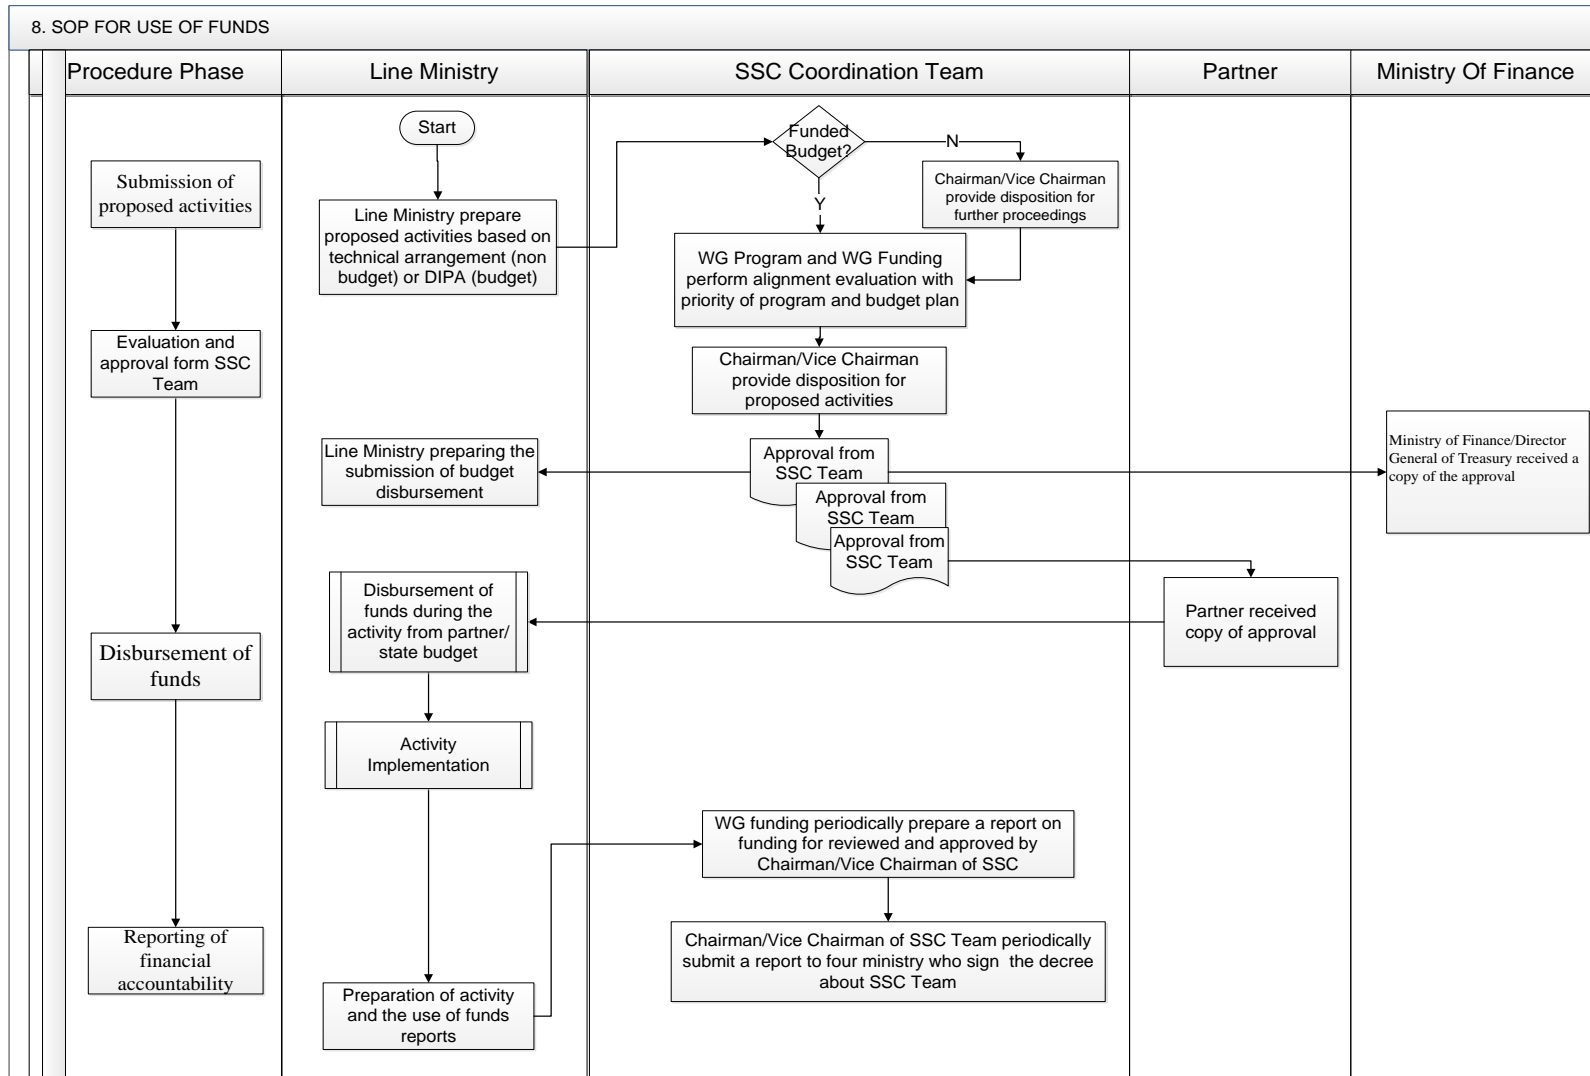 8. SOP FOR USE OF FUNDS
Procedure Phase
Line Ministry
SSC Coordination Team
Partner
Ministry Of Finance
Submission of
proposed activities
Evaluation and
approval form SSC
Team
Disbursement of
funds
Reporting of
financial
accountability
Start
Line Ministry prepare
proposed activities based on
technical arrangement (non
budget) or DIPA (budget)
Line Ministry preparing the
submission of budget
disbursement
Disbursement of
funds during the
activity from partner/
state budget
Activity
Implementation
Preparation of activity
and the use of funds
reports
Funded
Budget?
N
Y
Chairman/Vice Chairman
provide disposition for
further proceedings
WG Program and WG Funding
perform alignment evaluation with
priority of program and budget plan
Chairman/Vice Chairman
provide disposition for
proposed activities
Approval from
SSC Team
Approval from
SSC Team
Approval from
SSC Team
WG funding periodically prepare a report on
funding for reviewed and approved by
Chairman/Vice Chairman of SSC
Chairman/Vice Chairman of SSC Team periodically
submit a report to four ministry who sign the decree
about SSC Team
Partner received
copy of approval
Ministry of Finance/Director
General of Treasury received a
copy of the approval